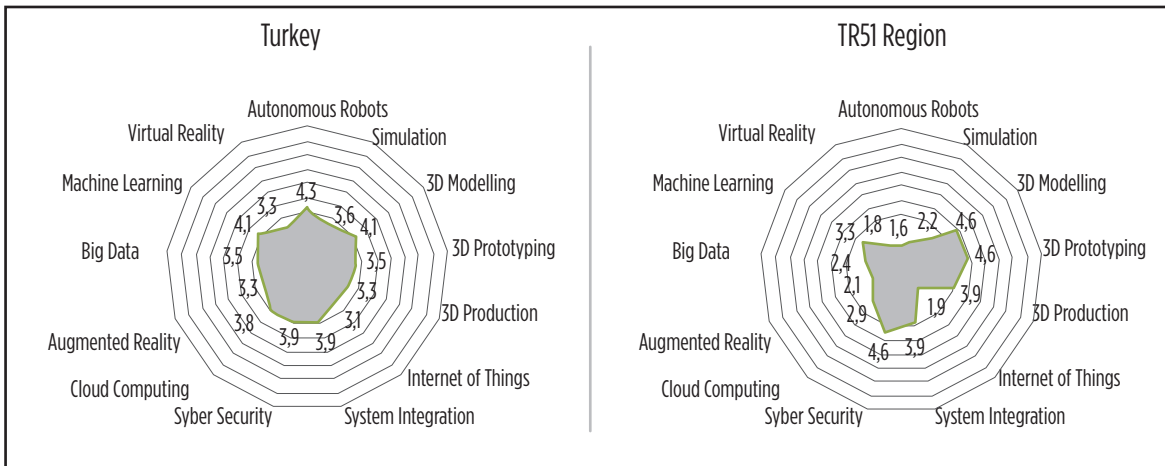 Turkey
Autonomous Robots
Simulation
3D Modelling
3D Prototyping
3D Production
Internet of Things
System Integration
Syber Security
Cloud Computing
Augmented Reality
Big Data
Machine Learning
Virtual Reality
4,3
3,6
4,1
3,5
3,3
3,1
3,9
3,9
3,8
3,3
3,5
4,1
3,3
TR51 Region
Autonomous Robots
Simulation
3D Modelling
3D Prototyping
3D Production
Internet of Things
System Integration
Syber Security
Cloud Computing
Augmented Reality
Big Data
Machine Learning
Virtual Reality
1,6
2,2
4,6
4,6
3,9
1,9
3,9
4,6
2,9
2,1
2,4
3,3
1,8